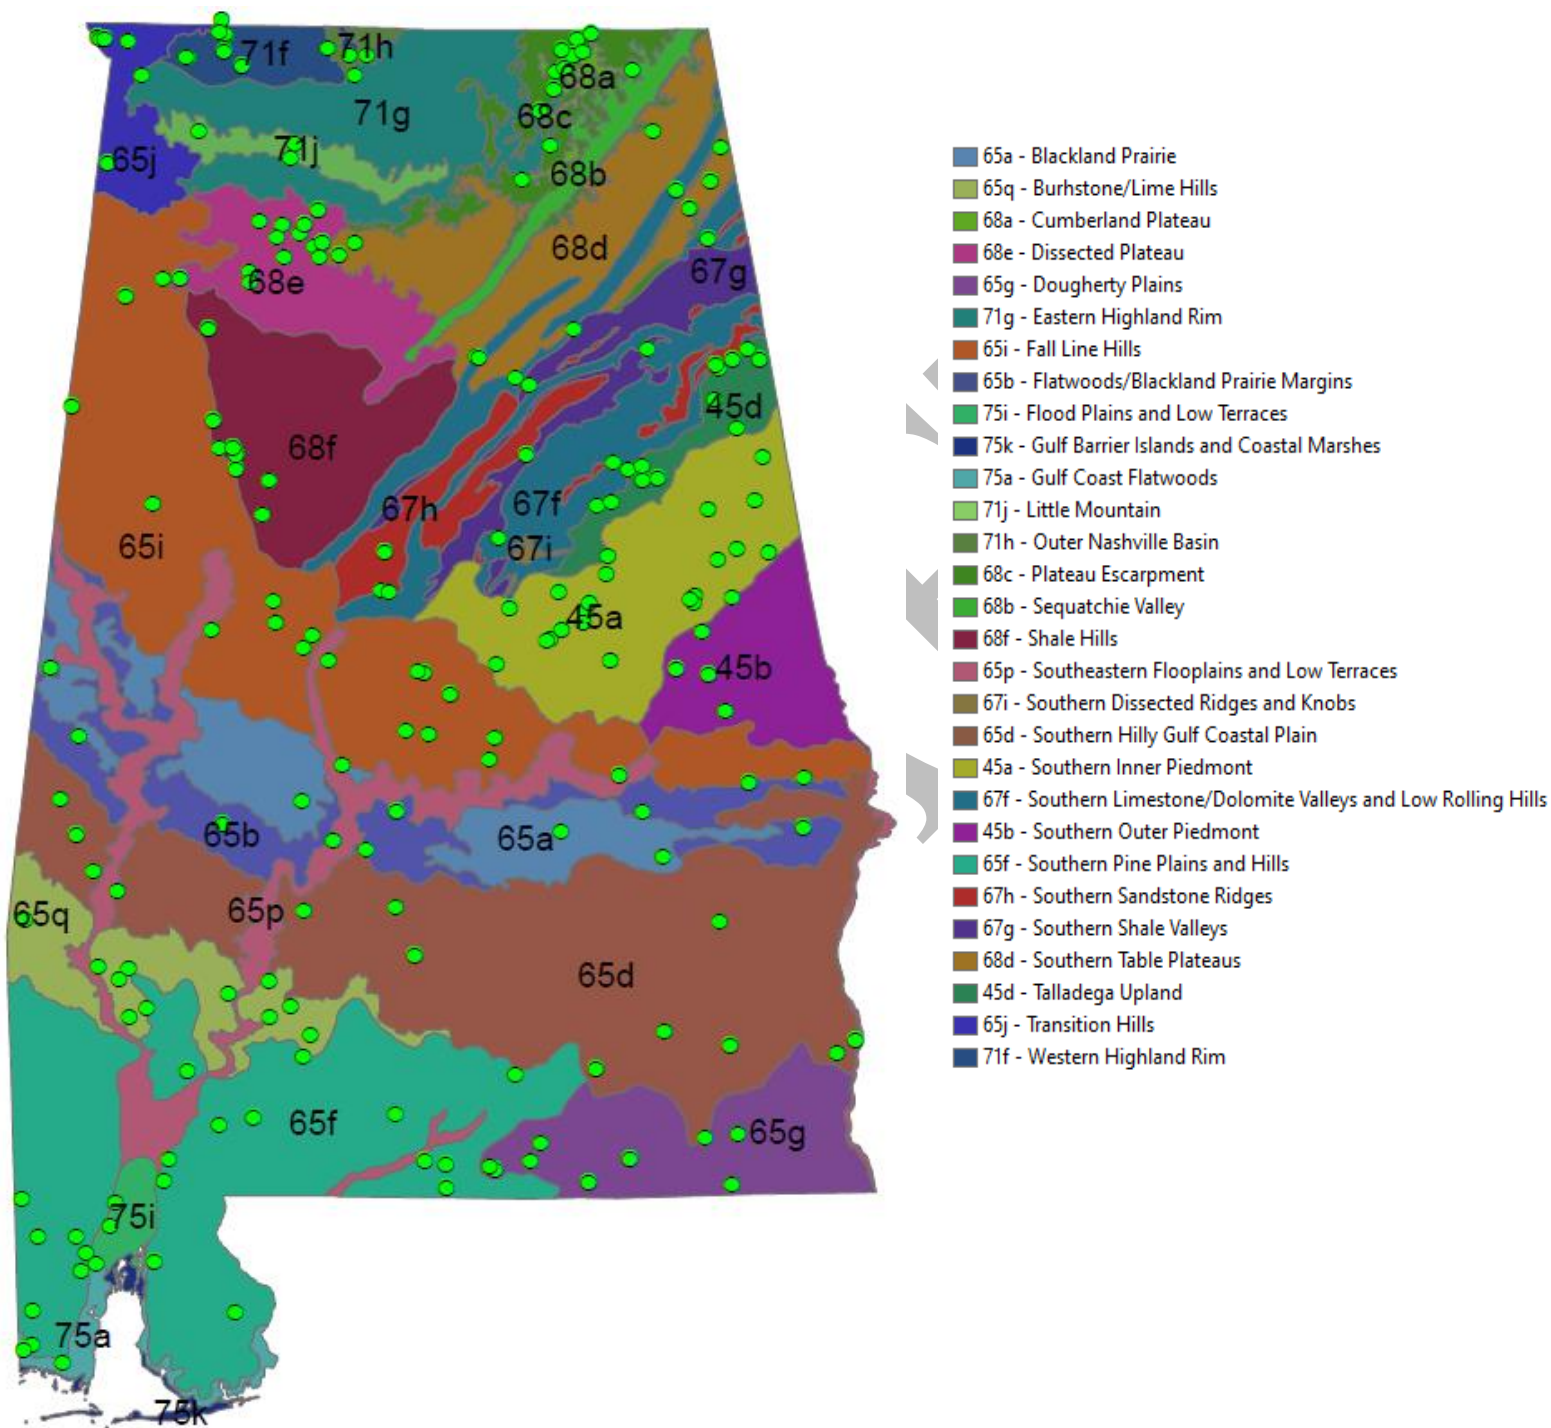 71f
71h
68a
71g
68c
71j
65j
68b
68d
67g
68e
45d
68f
67h
67f
65i
67i
45a
45b
65b
65a
65q
65p
65d
65f
65g
75i
75a
75k
65a - Blackland Prairie
65q - Burhstone/Lime Hills
68a - Cumberland Plateau
68e - Dissected Plateau
65g - Dougherty Plains
71g - Eastern Highland Rim
65i - Fall Line Hills
65b - Flatwoods/Blackland Prairie Margins
75i - Flood Plains and Low Terraces
75k - Gulf Barrier Islands and Coastal Marshes
75a - Gulf Coast Flatwoods
71j - Little Mountain
71h - Outer Nashville Basin
68c - Plateau Escarpment
68b - Sequatchie Valley
68f - Shale Hills
65p - Southeastern Flooplains and Low Terraces
67i - Southern Dissected Ridges and Knobs
65d - Southern Hilly Gulf Coastal Plain
45a - Southern Inner Piedmont
67f - Southern Limestone/Dolomite Valleys and Low Rolling Hills
45b - Southern Outer Piedmont
65f - Southern Pine Plains and Hills
67h - Southern Sandstone Ridges
67g - Southern Shale Valleys
68d - Southern Table Plateaus
45d - Talladega Upland
65j - Transition Hills
71f - Western Highland Rim